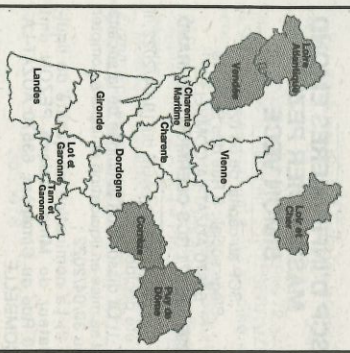 Loire
Atlantique
Vendée
Loir et
Cher
Vienne
Charente
Maritime
Charente
Corrèze
Puy de
Dôme
Gironde
Dordogne
Lot et
Garonne
Tarn et
Garonne
Landes